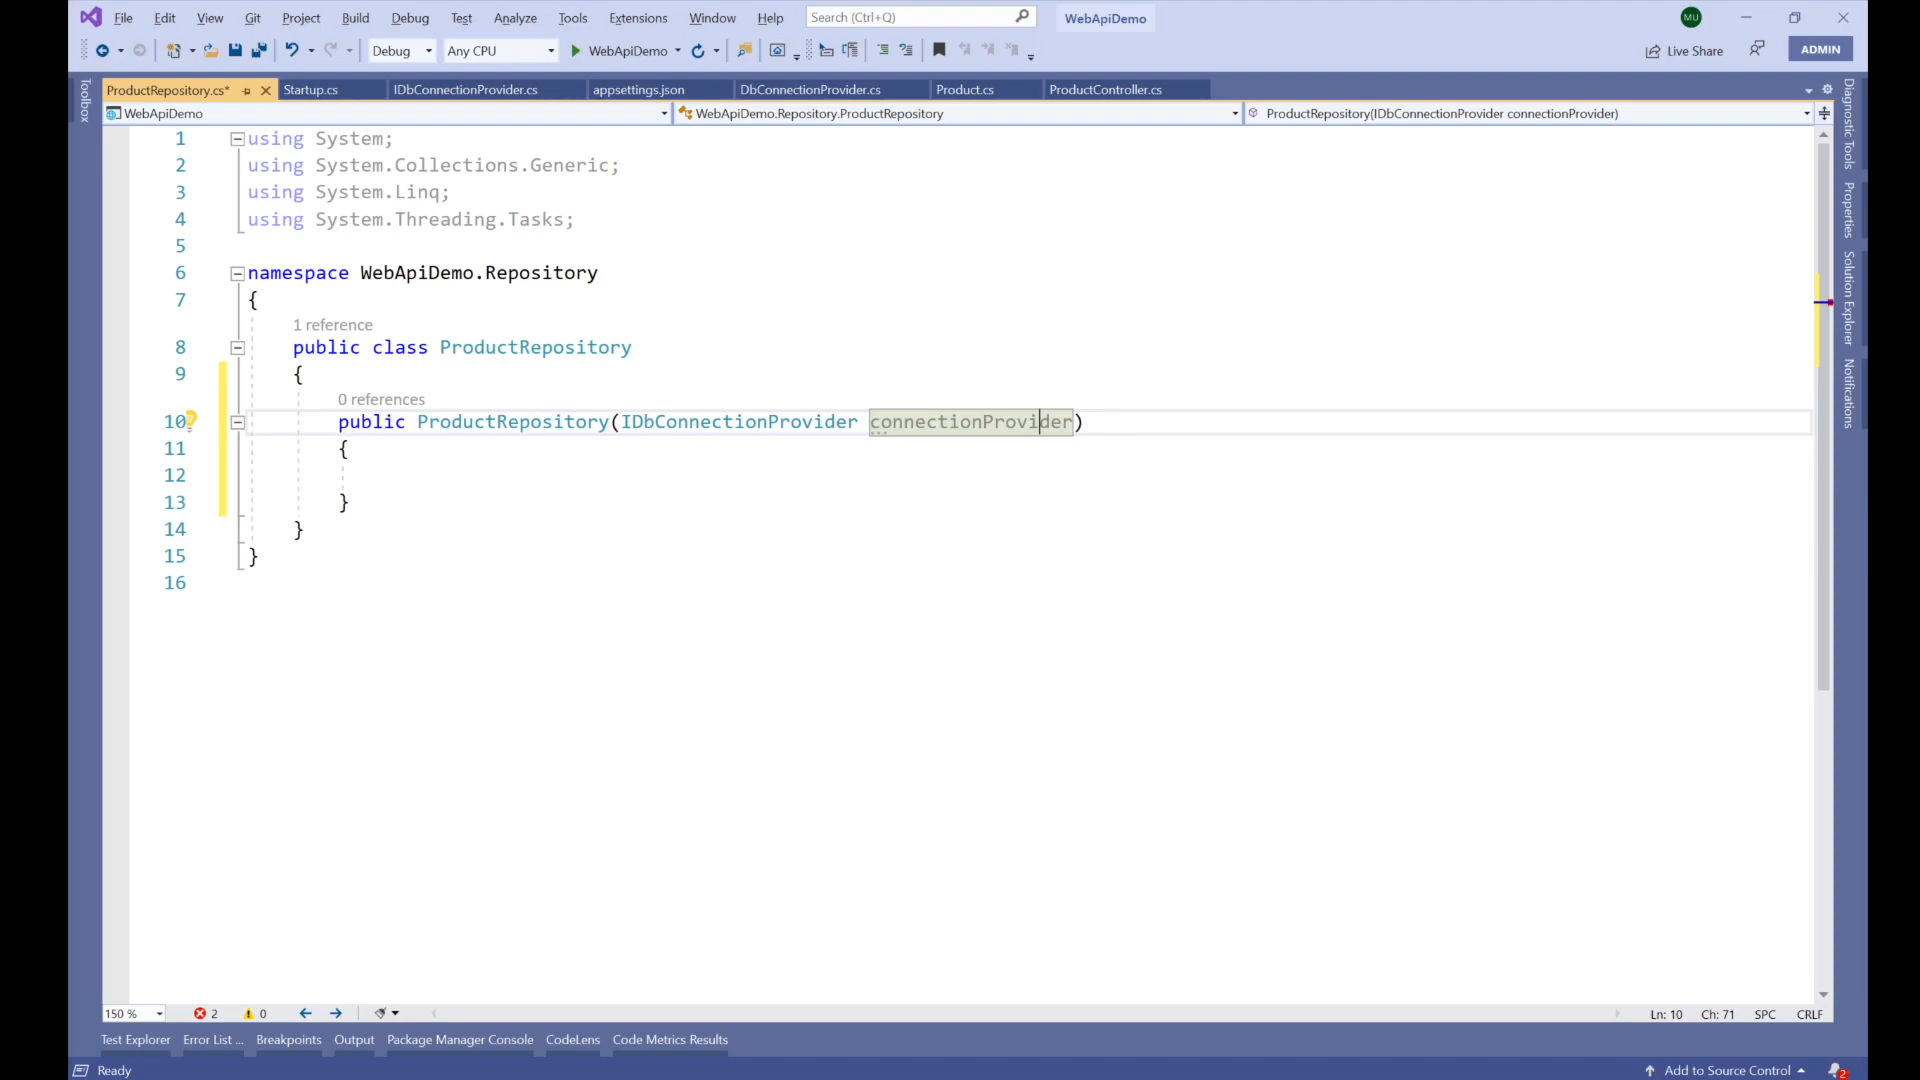 File Edit View Git Project Build Debug Test Analyze Tools Extensions Window Help Search (Ctrl+Q) WebApiDemo MU
Debug Any CPU WebApiDemo Live Share ADMIN
Toolbox
ProductRepository.cs* Startup.cs IDbConnectionProvider.cs appsettings.json DbConnectionProvider.cs Product.cs ProductController.cs
WebApiDemo WebApiDemo.Repository.ProductRepository ProductRepository(IDbConnectionProvider connectionProvider)
1 using System;
2 using System.Collections.Generic;
3 using System.Linq;
4 using System.Threading.Tasks;
5
6 namespace WebApiDemo.Repository
7 {
1 reference
8 public class ProductRepository
9 {
0 references
10 public ProductRepository(IDbConnectionProvider connectionProvider)
11 {
12
13 }
14 }
15 }
16
Diagnostic Tools
Properties
Solution Explorer
Notifications
150 % 2 0 Ln: 10 Ch: 71 SPC CRLF
Test Explorer Error List ... Breakpoints Output Package Manager Console CodeLens Code Metrics Results
Ready Add to Source Control 2